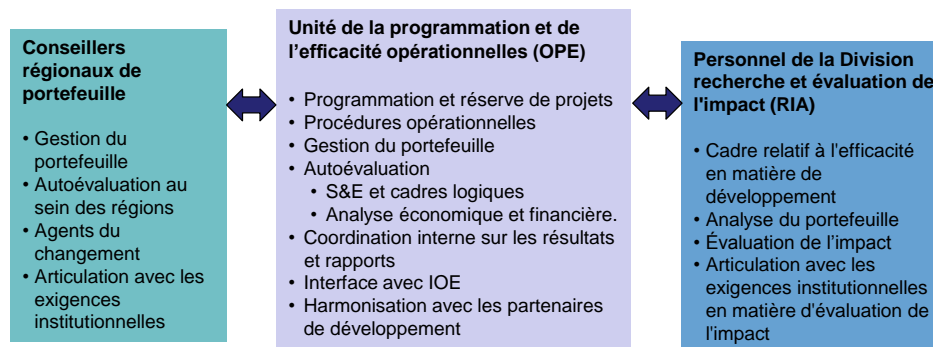 Conseillers
régionaux de
portefeuille
• Gestion du
portefeuille
• Autoévaluation au
sein des régions
• Agents du
changement
• Articulation avec les
exigences
institutionnelles
Unité de la programmation et de
l'efficacité opérationnelles (OPE)
• Programmation et réserve de projets
• Procédures opérationnelles
• Gestion du portefeuille
• Autoévaluation
• S&E et cadres logiques
• Analyse économique et financière.
• Coordination interne sur les résultats
et rapports
• Interface avec IOE
• Harmonisation avec les partenaires
de développement
Personnel de la Division
recherche et évaluation de
l'impact (RIA)
• Cadre relatif à l'efficacité
en matière de
développement
• Analyse du portefeuille
• Évaluation de l'impact
• Articulation avec les
exigences institutionnelles
en matière d'évaluation de
l'impact